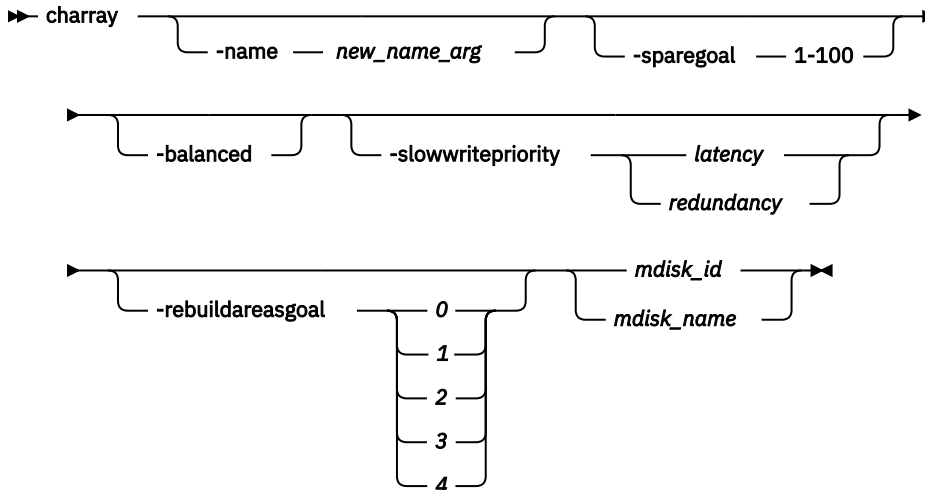 charray
-name new_name_arg
-sparegoal 1-100
-balanced
-slowwritepriority latency
redundancy
-rebuildareasgoal 0
1
2
3
4
mdisk_id
mdisk_name